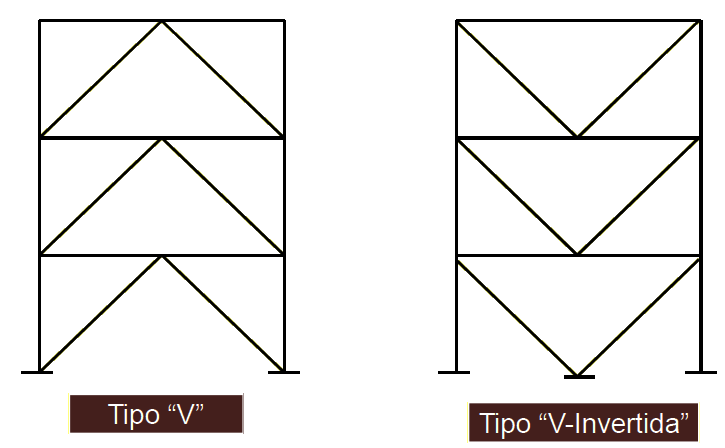 Tipo “V”
Tipo “V-Invertida”